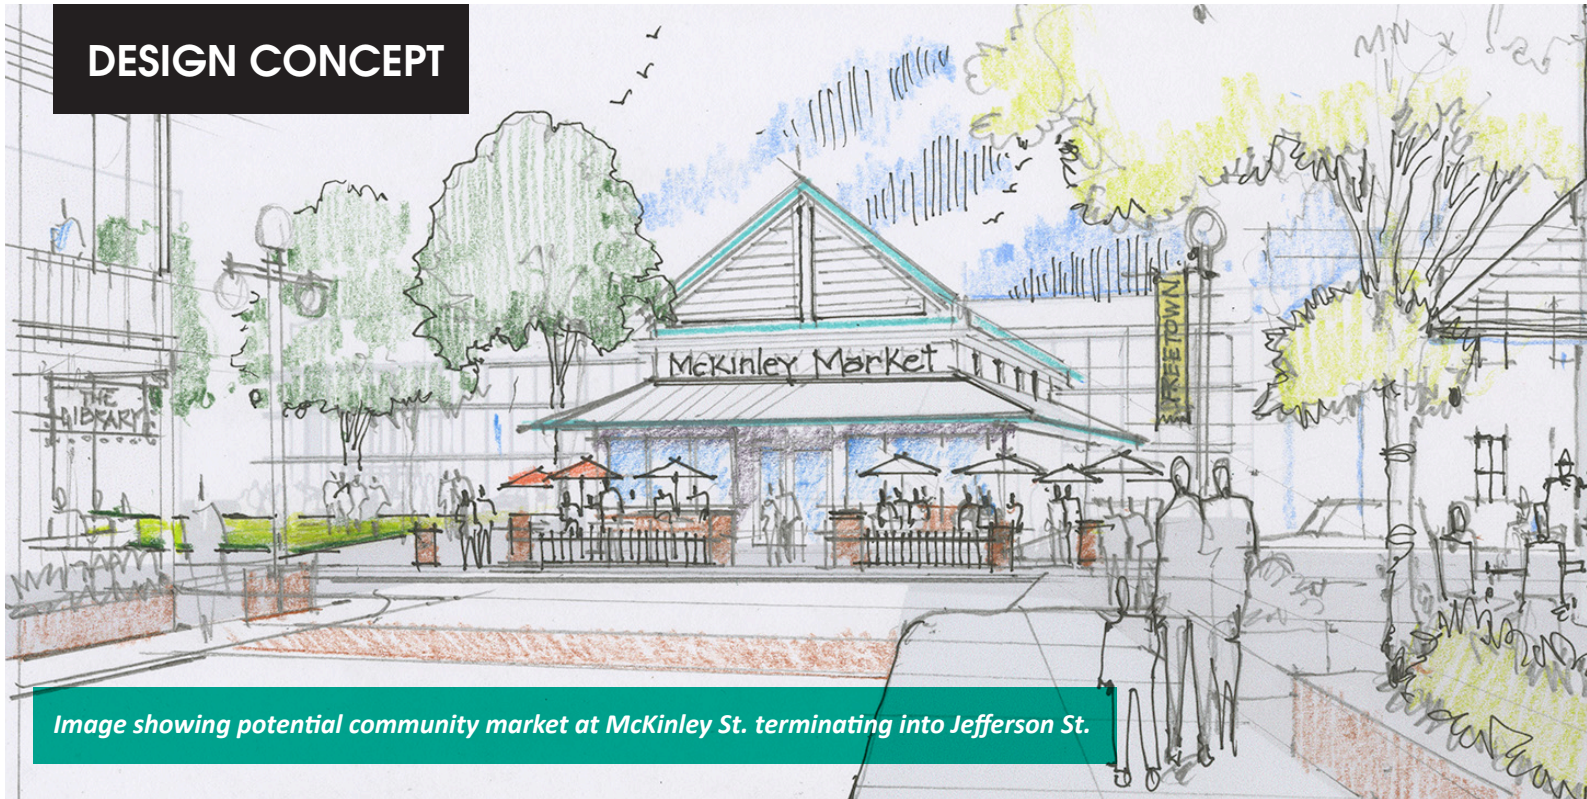 DESIGN CONCEPT
McKinley Market
FREETOWN
THE
LIBRARY
Image showing potential community market at McKinley St. terminating into Jefferson St.